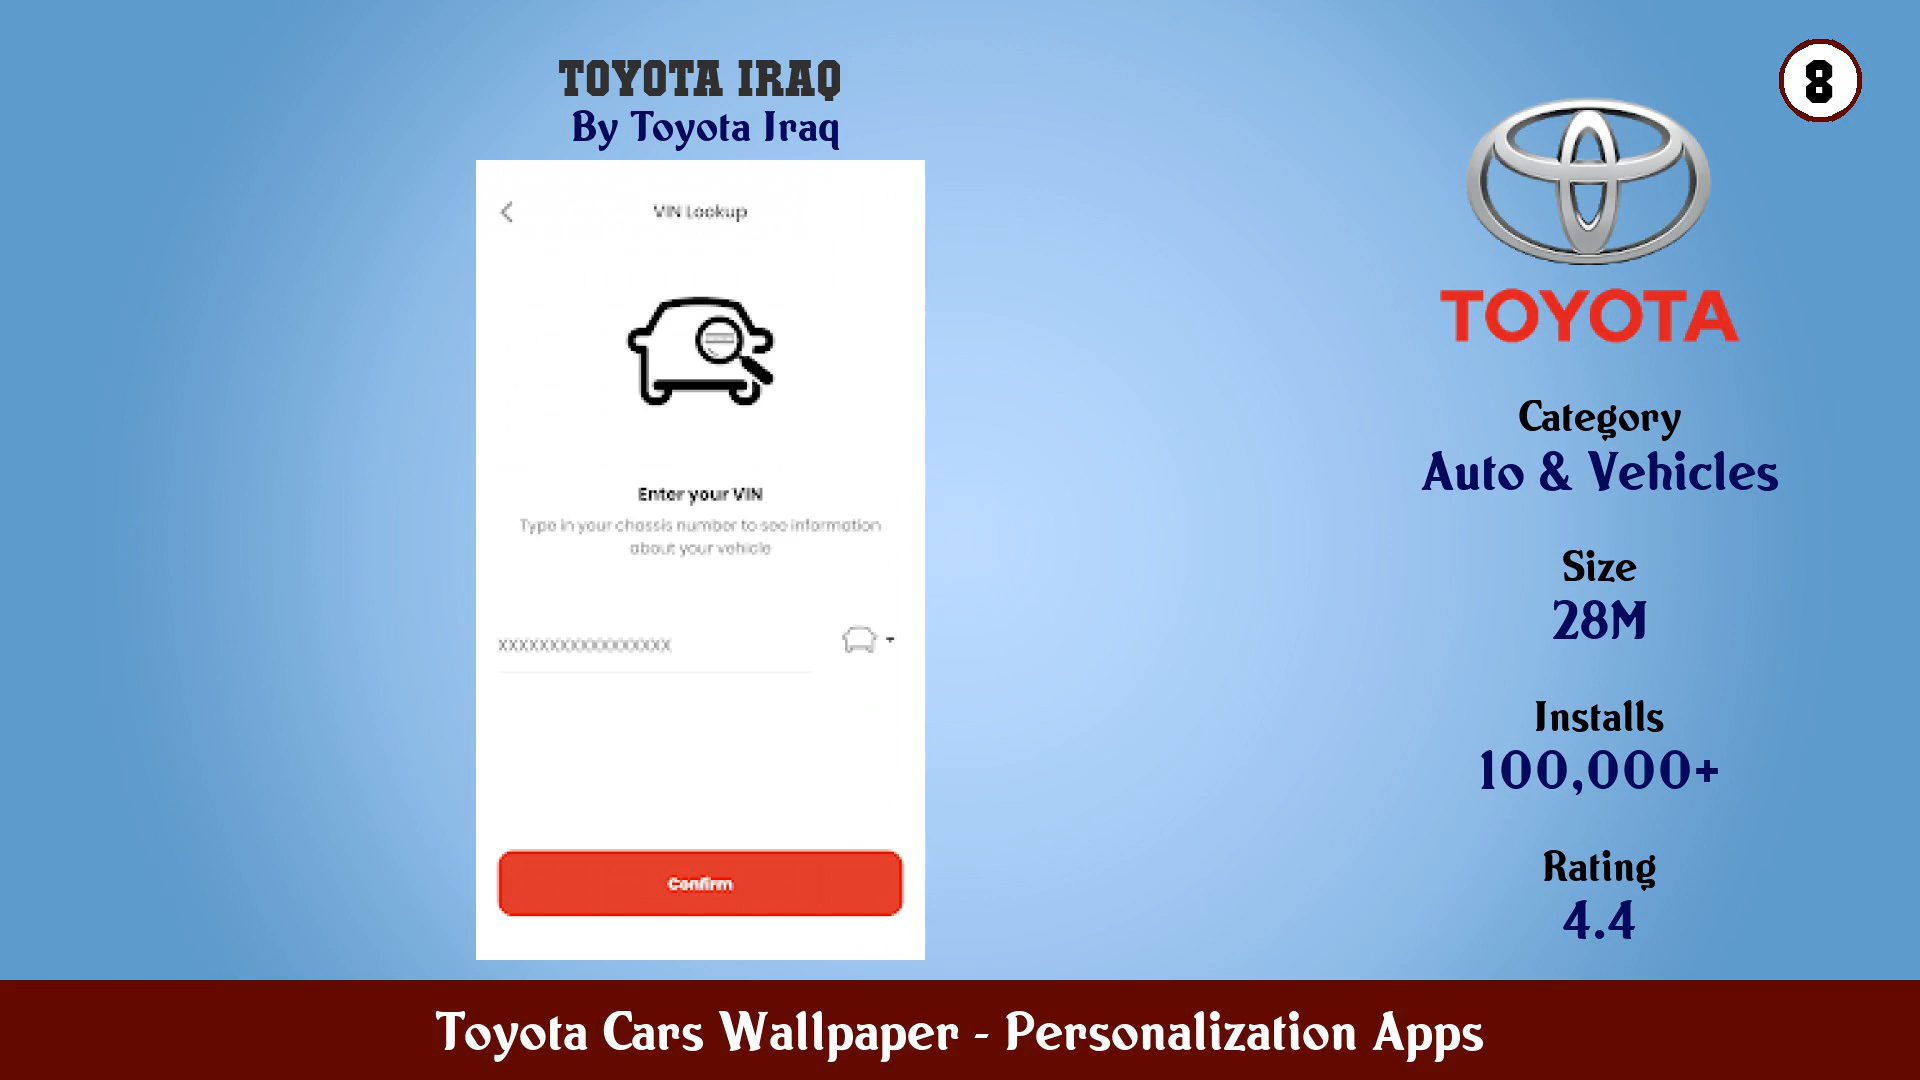 TOYOTA IRAQ
By Toyota Iraq
8
VIN Lookup
Enter your VIN
Type in your chassis number to see information
about your vehicle
XXXXXXXXXXXXXXXXX
Confirm
TOYOTA
Category
Auto & Vehicles
Size
28M
Installs
100,000+
Rating
4.4
Toyota Cars Wallpaper - Personalization Apps